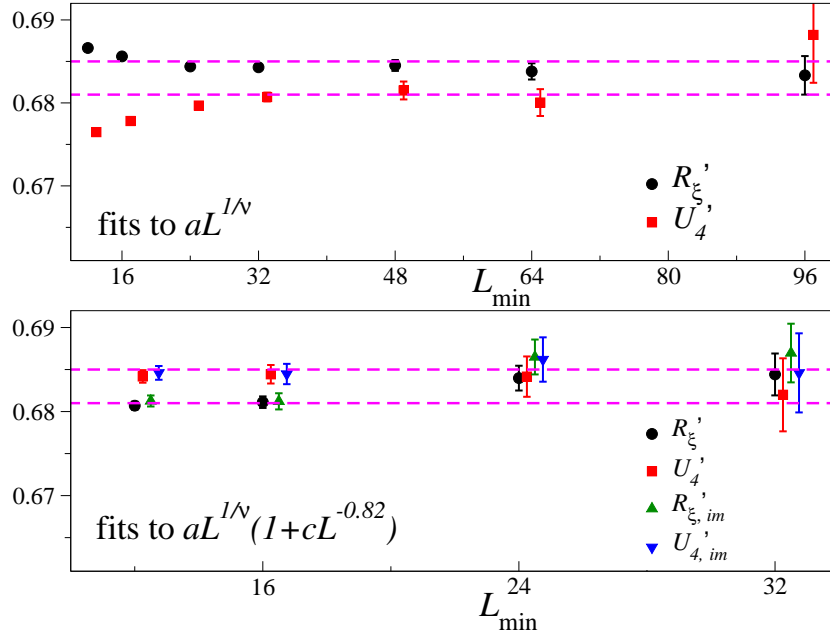 0.69
0.68
0.67
R_ξ'
U_4'
fits to aL^{1/ν}
16 32 48 64 80 96
L_min
0.69
0.68
0.67
R_ξ'
U_4'
R_ξ,im'
U_4,im'
fits to aL^{1/ν}(1+cL^{-0.82})
16 24 32
L_min